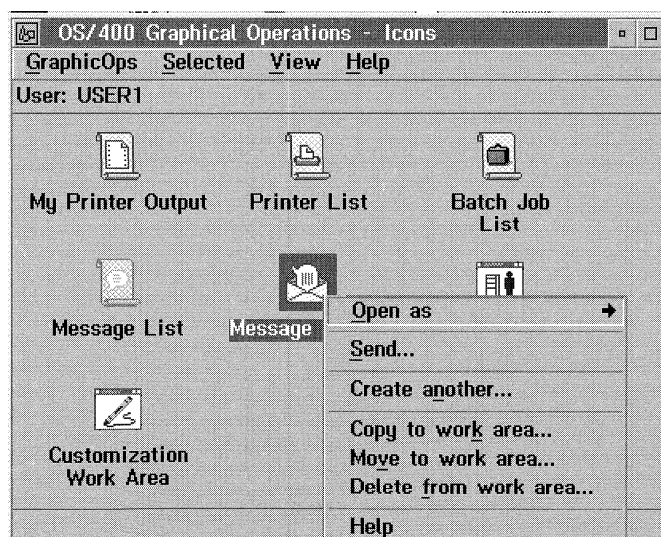 OS/400 Graphical Operations - Icons
GraphicOps Selected View Help
User: USER1
My Printer Output
Printer List
Batch Job
List
Message List
Message
Customization
Work Area
Open as
Send...
Create another...
Copy to work area...
Move to work area...
Delete from work area...
Help